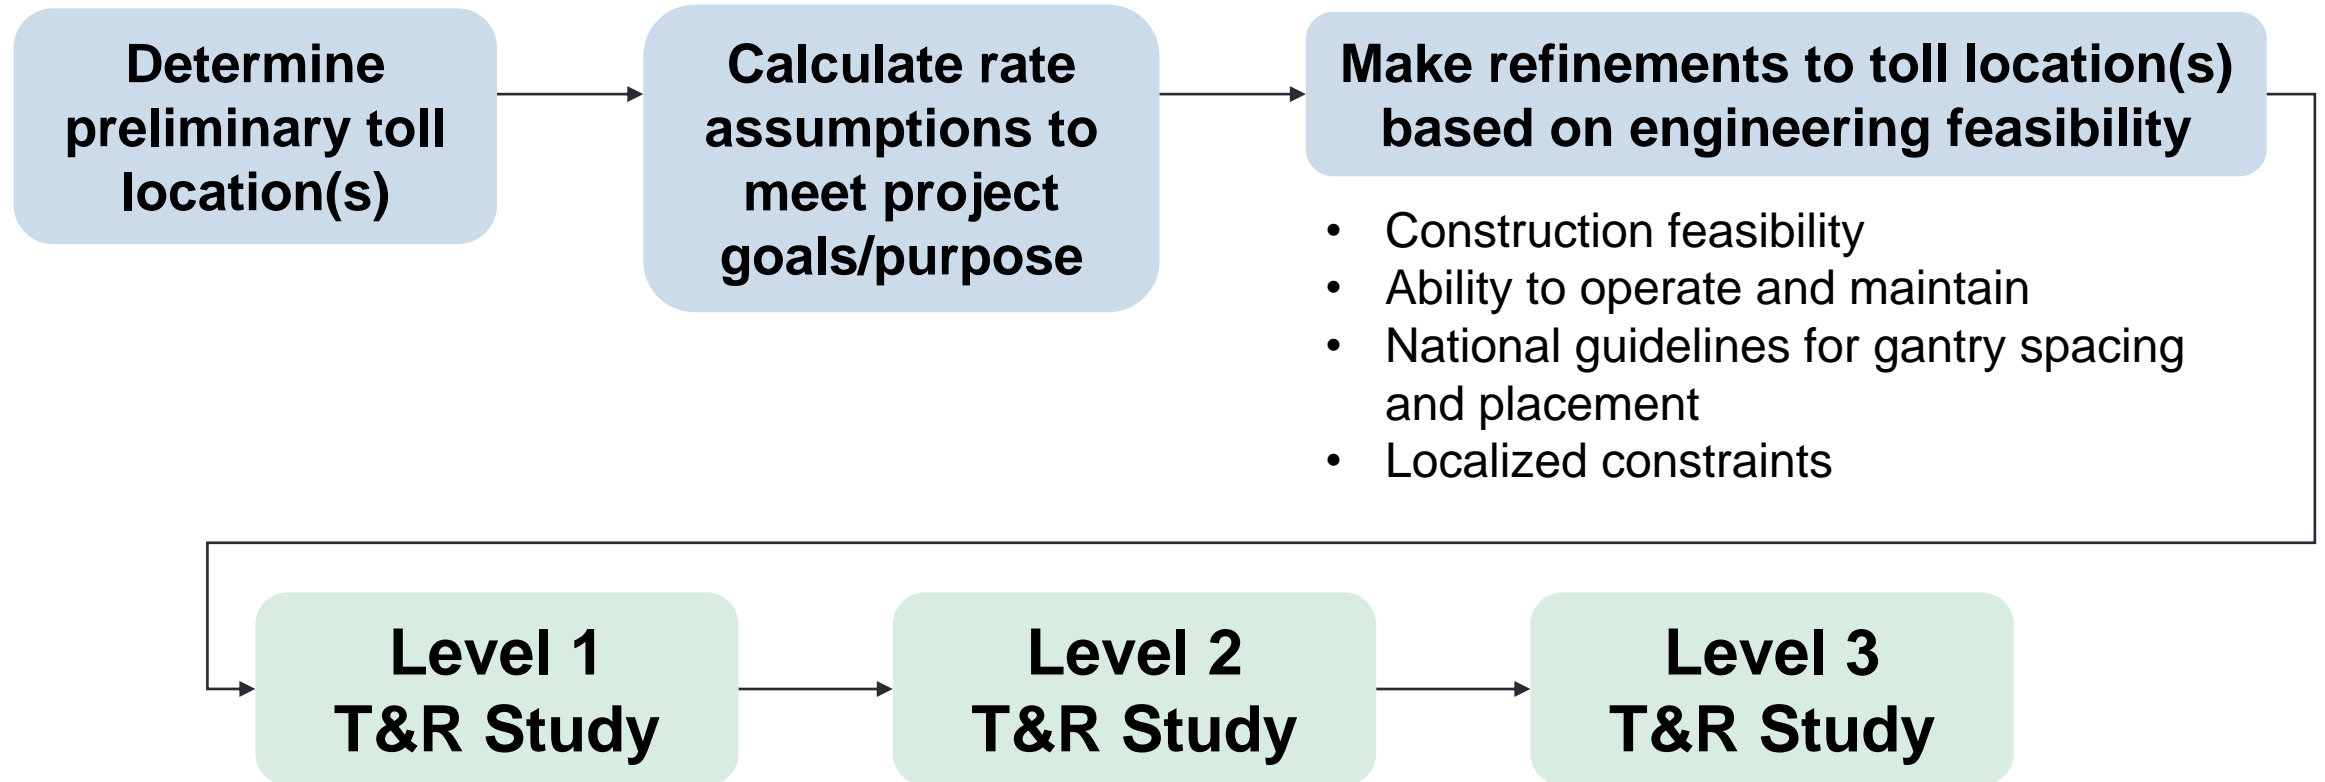 Determine
preliminary toll
location(s)
Calculate rate
assumptions to
meet project
goals/purpose
Make refinements to toll location(s)
based on engineering feasibility
• Construction feasibility
• Ability to operate and maintain
• National guidelines for gantry spacing
and placement
• Localized constraints
Level 1
T&R Study
Level 2
T&R Study
Level 3
T&R Study